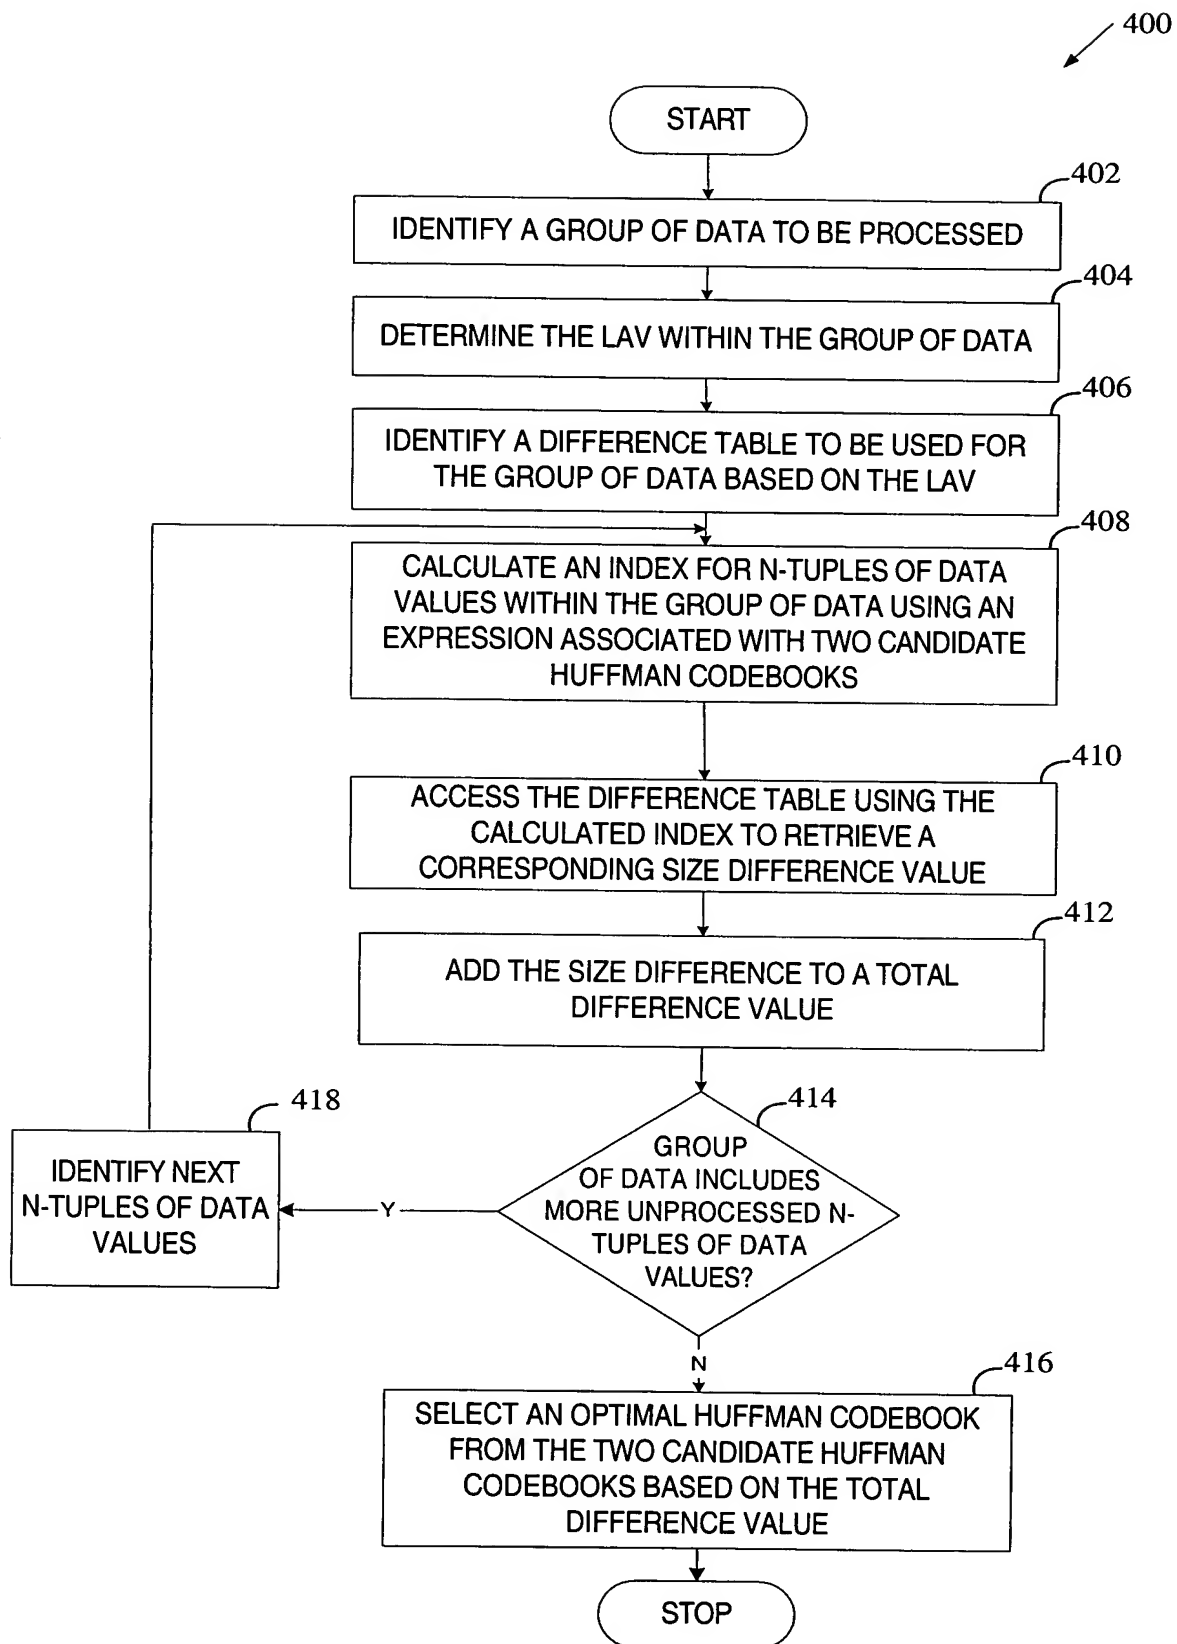 400
START
402
IDENTIFY A GROUP OF DATA TO BE PROCESSED
404
DETERMINE THE LAV WITHIN THE GROUP OF DATA
406
IDENTIFY A DIFFERENCE TABLE TO BE USED FOR
THE GROUP OF DATA BASED ON THE LAV
408
CALCULATE AN INDEX FOR N-TUPLES OF DATA
VALUES WITHIN THE GROUP OF DATA USING AN
EXPRESSION ASSOCIATED WITH TWO CANDIDATE
HUFFMAN CODEBOOKS
410
ACCESS THE DIFFERENCE TABLE USING THE
CALCULATED INDEX TO RETRIEVE A
CORRESPONDING SIZE DIFFERENCE VALUE
412
ADD THE SIZE DIFFERENCE TO A TOTAL
DIFFERENCE VALUE
414
GROUP
OF DATA INCLUDES
MORE UNPROCESSED N-
TUPLES OF DATA
VALUES?
Y
418
IDENTIFY NEXT
N-TUPLES OF DATA
VALUES
N
416
SELECT AN OPTIMAL HUFFMAN CODEBOOK
FROM THE TWO CANDIDATE HUFFMAN
CODEBOOKS BASED ON THE TOTAL
DIFFERENCE VALUE
STOP